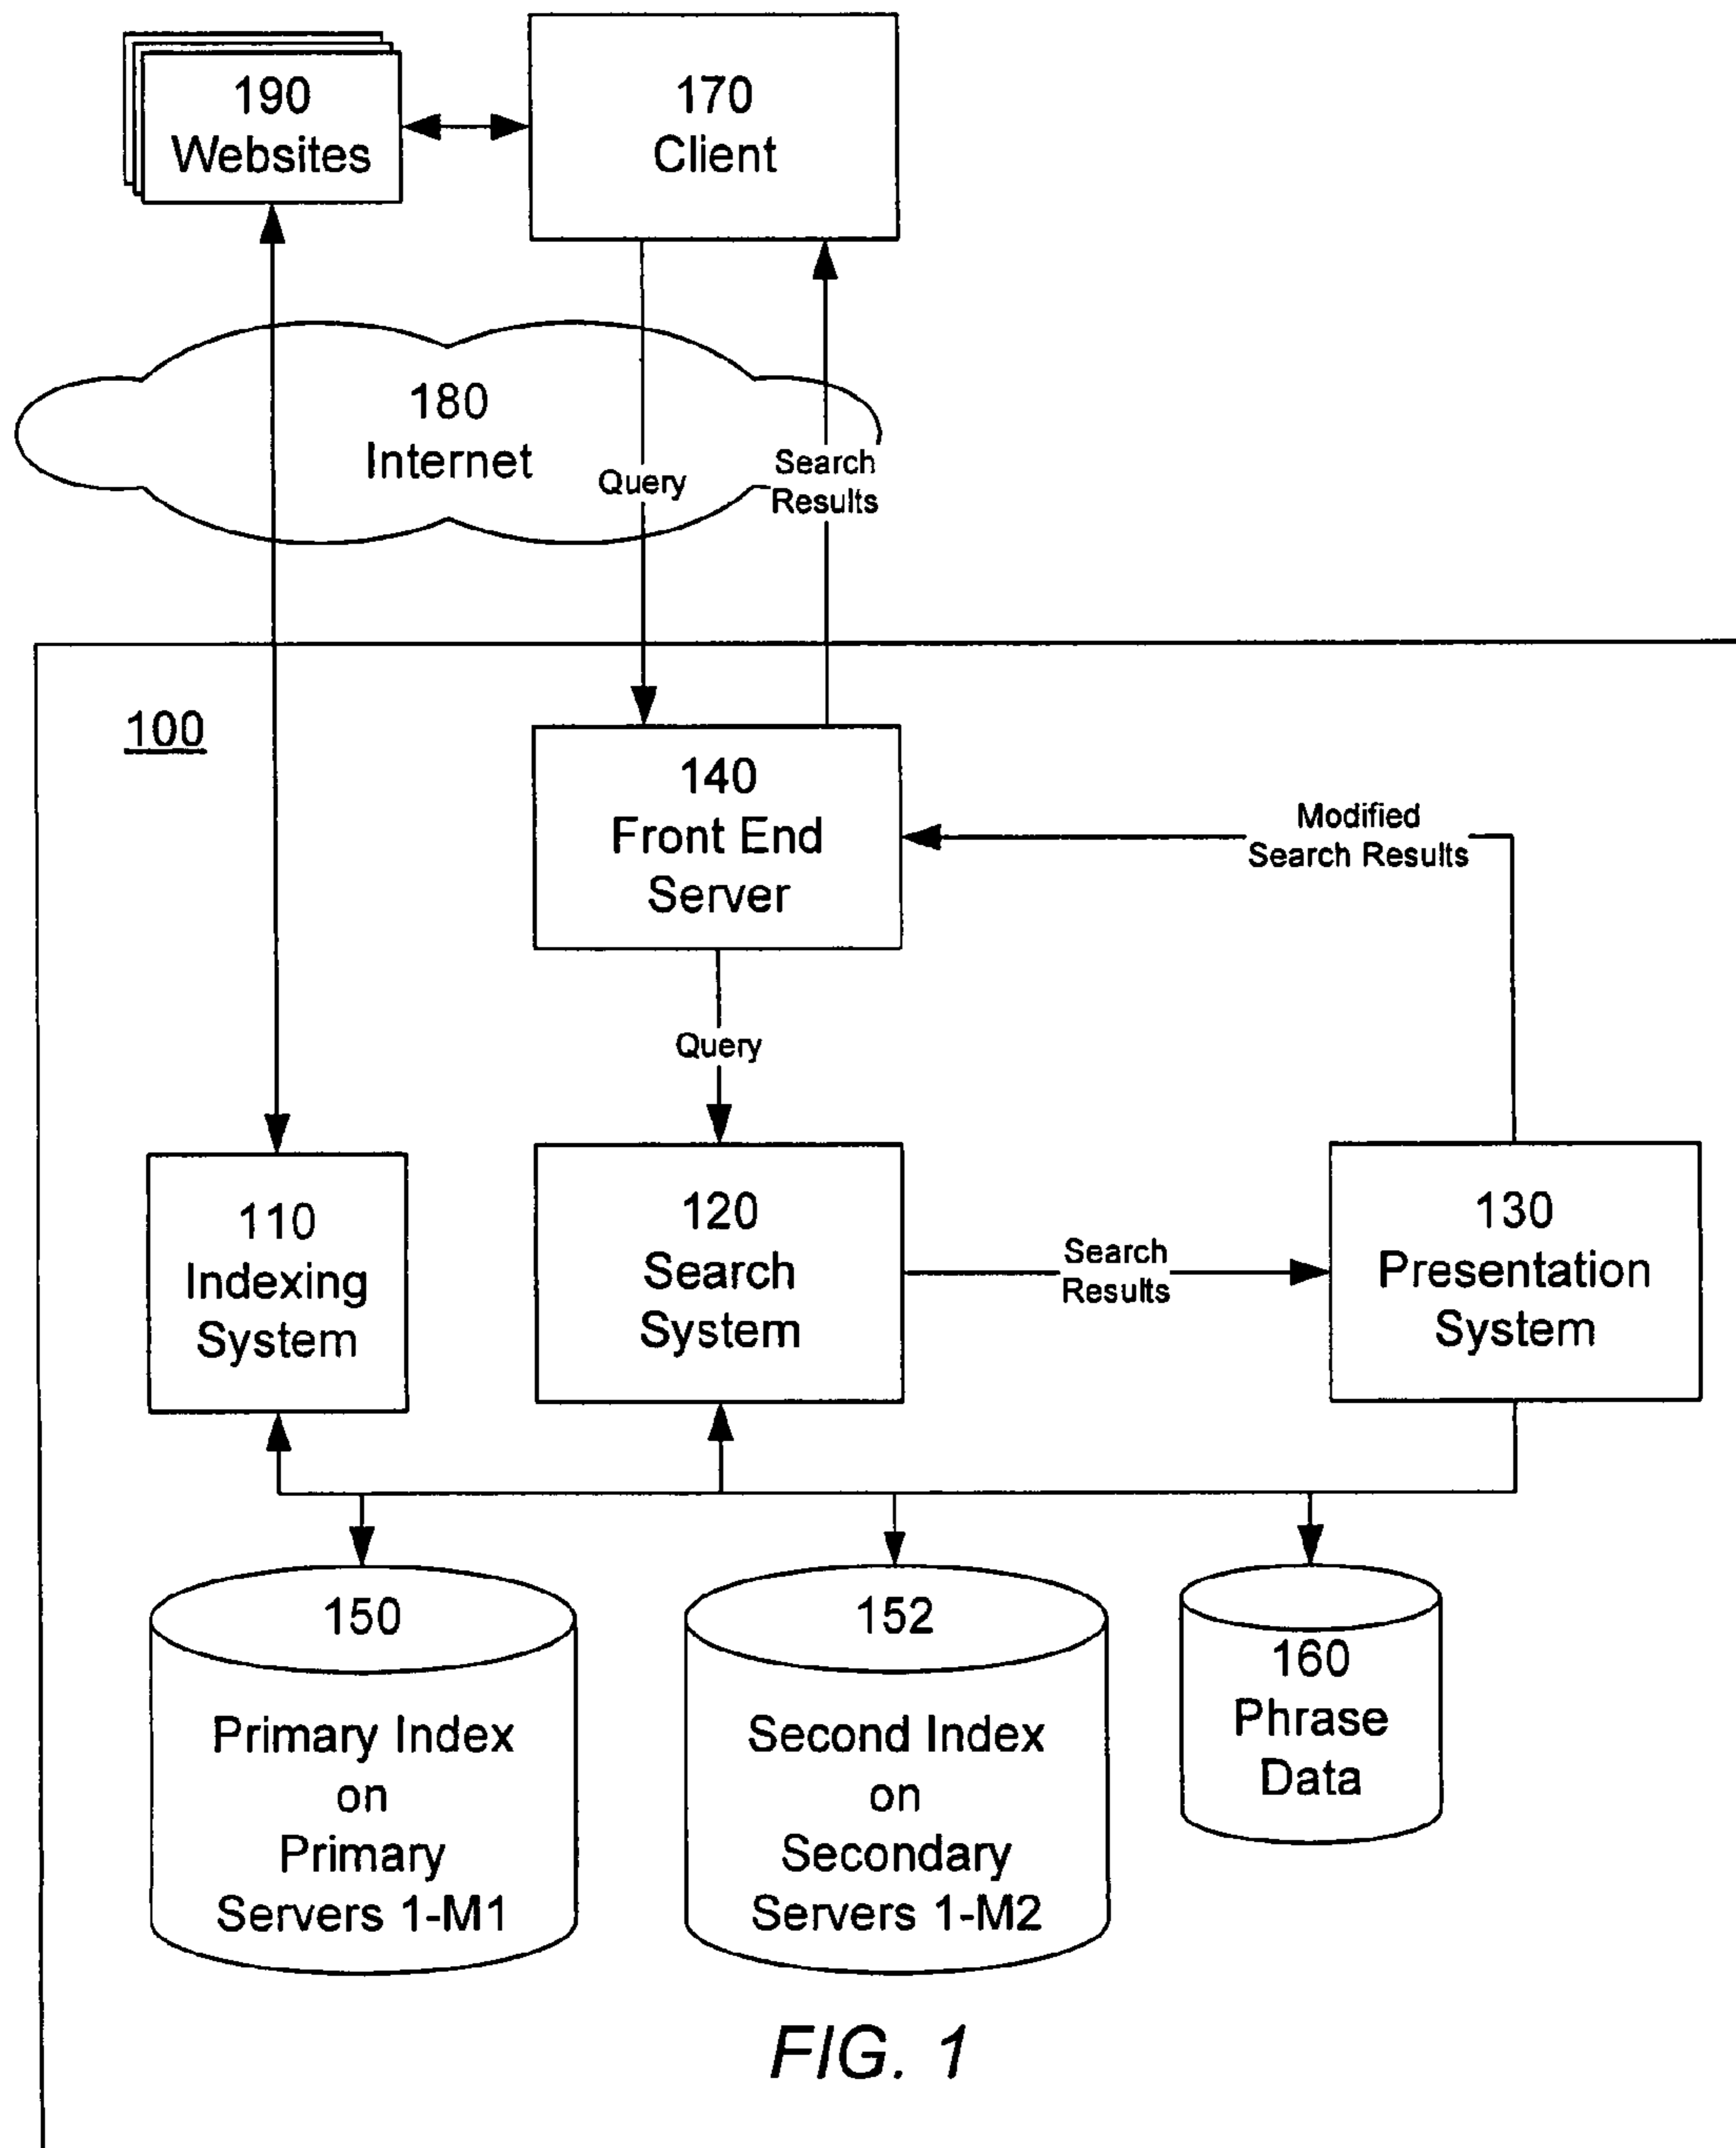 190
Websites
170
Client
180
Internet
Query
Search
Results
100
140
Front End
Server
Modified
Search Results
Query
110
Indexing
System
120
Search
System
Search
Results
130
Presentation
System
150
Primary Index
on
Primary
Servers 1-M1
152
Second Index
on
Secondary
Servers 1-M2
160
Phrase
Data
FIG. 1